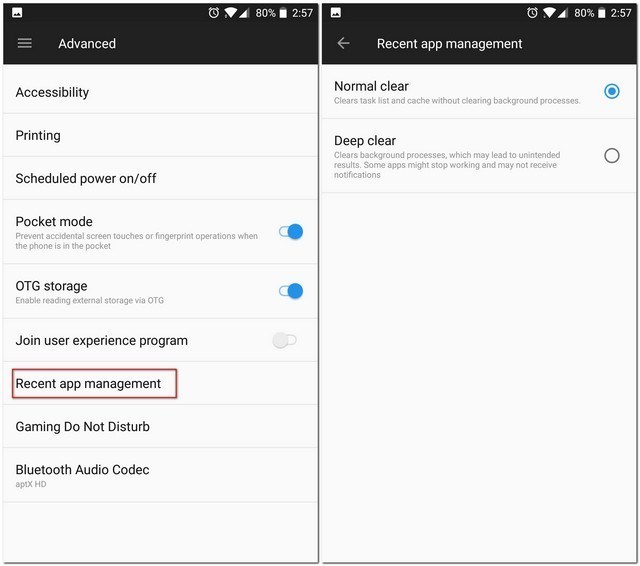 80% 2:57
Advanced
Accessibility
Printing
Scheduled power on/off
Pocket mode
Prevent accidental screen touches or fingerprint operations when
the phone is in the pocket
OTG storage
Enable reading external storage via OTG
Join user experience program
Recent app management
Gaming Do Not Disturb
Bluetooth Audio Codec
aptX HD
80% 2:57
Recent app management
Normal clear
Clears task list and cache without clearing background processes.
Deep clear
Clears background processes, which may lead to unintended
results. Some apps might stop working and may not receive
notifications